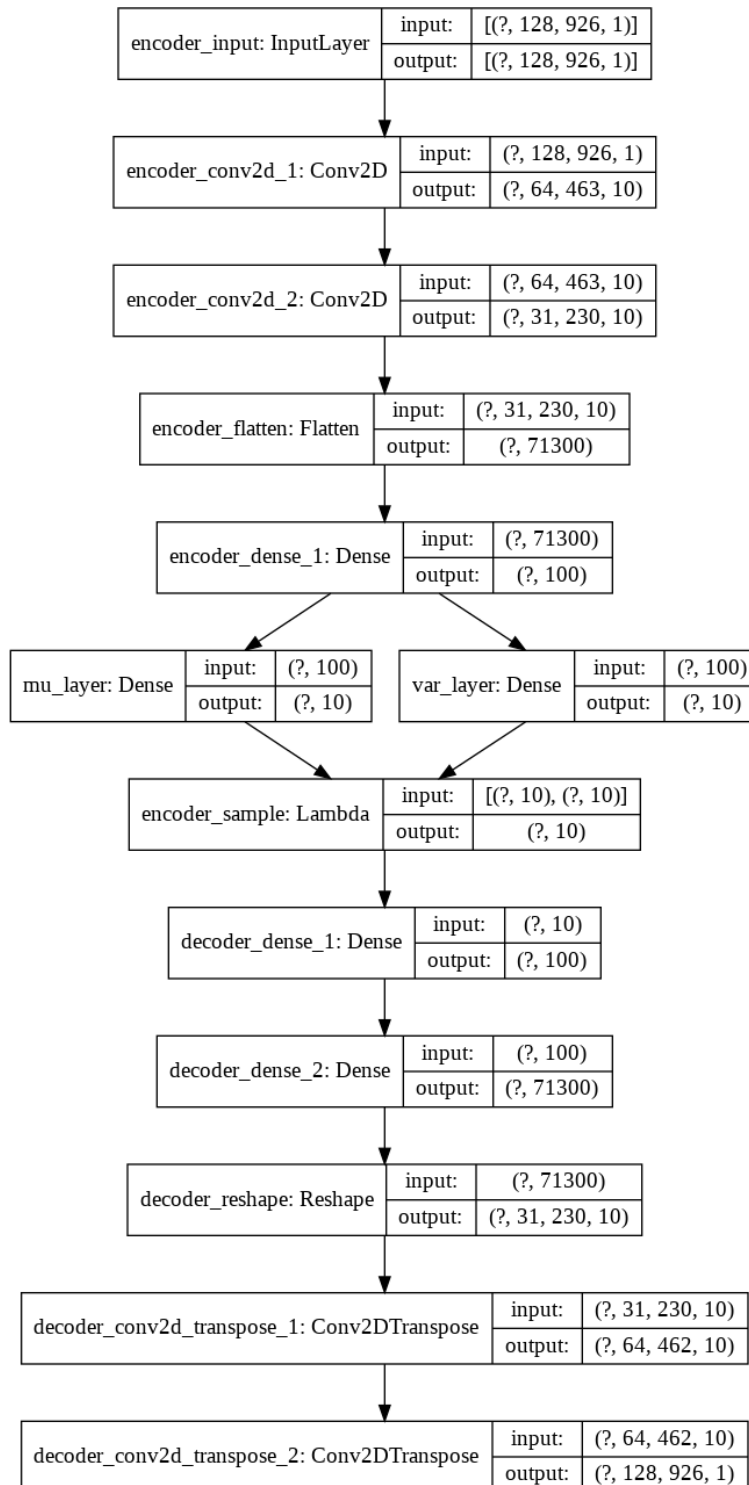 encoder_input: InputLayer
input: [(?, 128, 926, 1)]
output: [(?, 128, 926, 1)]
encoder_conv2d_1: Conv2D
input: (?, 128, 926, 1)
output: (?, 64, 463, 10)
encoder_conv2d_2: Conv2D
input: (?, 64, 463, 10)
output: (?, 31, 230, 10)
encoder_flatten: Flatten
input: (?, 31, 230, 10)
output: (?, 71300)
encoder_dense_1: Dense
input: (?, 71300)
output: (?, 100)
mu_layer: Dense
input: (?, 100)
output: (?, 10)
var_layer: Dense
input: (?, 100)
output: (?, 10)
encoder_sample: Lambda
input: [(?, 10), (?, 10)]
output: (?, 10)
decoder_dense_1: Dense
input: (?, 10)
output: (?, 100)
decoder_dense_2: Dense
input: (?, 100)
output: (?, 71300)
decoder_reshape: Reshape
input: (?, 71300)
output: (?, 31, 230, 10)
decoder_conv2d_transpose_1: Conv2DTranspose
input: (?, 31, 230, 10)
output: (?, 64, 462, 10)
decoder_conv2d_transpose_2: Conv2DTranspose
input: (?, 64, 462, 10)
output: (?, 128, 926, 1)